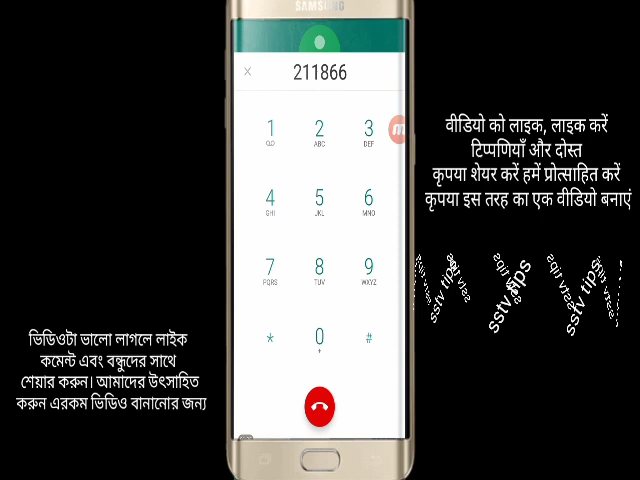 SAMSUNG
× 211866
1 2 3
ABC DEF
4 5 6
GHI JKL MNO
7 8 9
PQRS TUV WXYZ
* 0 #
+
m
वीडियो को लाइक, लाइक करें
टिप्पणियाँ और दोस्त
कृपया शेयर करें हमें प्रोत्साहित करें
कृपया इस तरह का एक वीडियो बनाएं
sstv tips
sstv tips
sstv tips
ভিডিওটা ভালো লাগলে লাইক
কমেন্ট এবং বন্ধুদের সাথে
শেয়ার করুন। আমাদের উৎসাহিত
করুন এরকম ভিডিও বানানোর জন্য